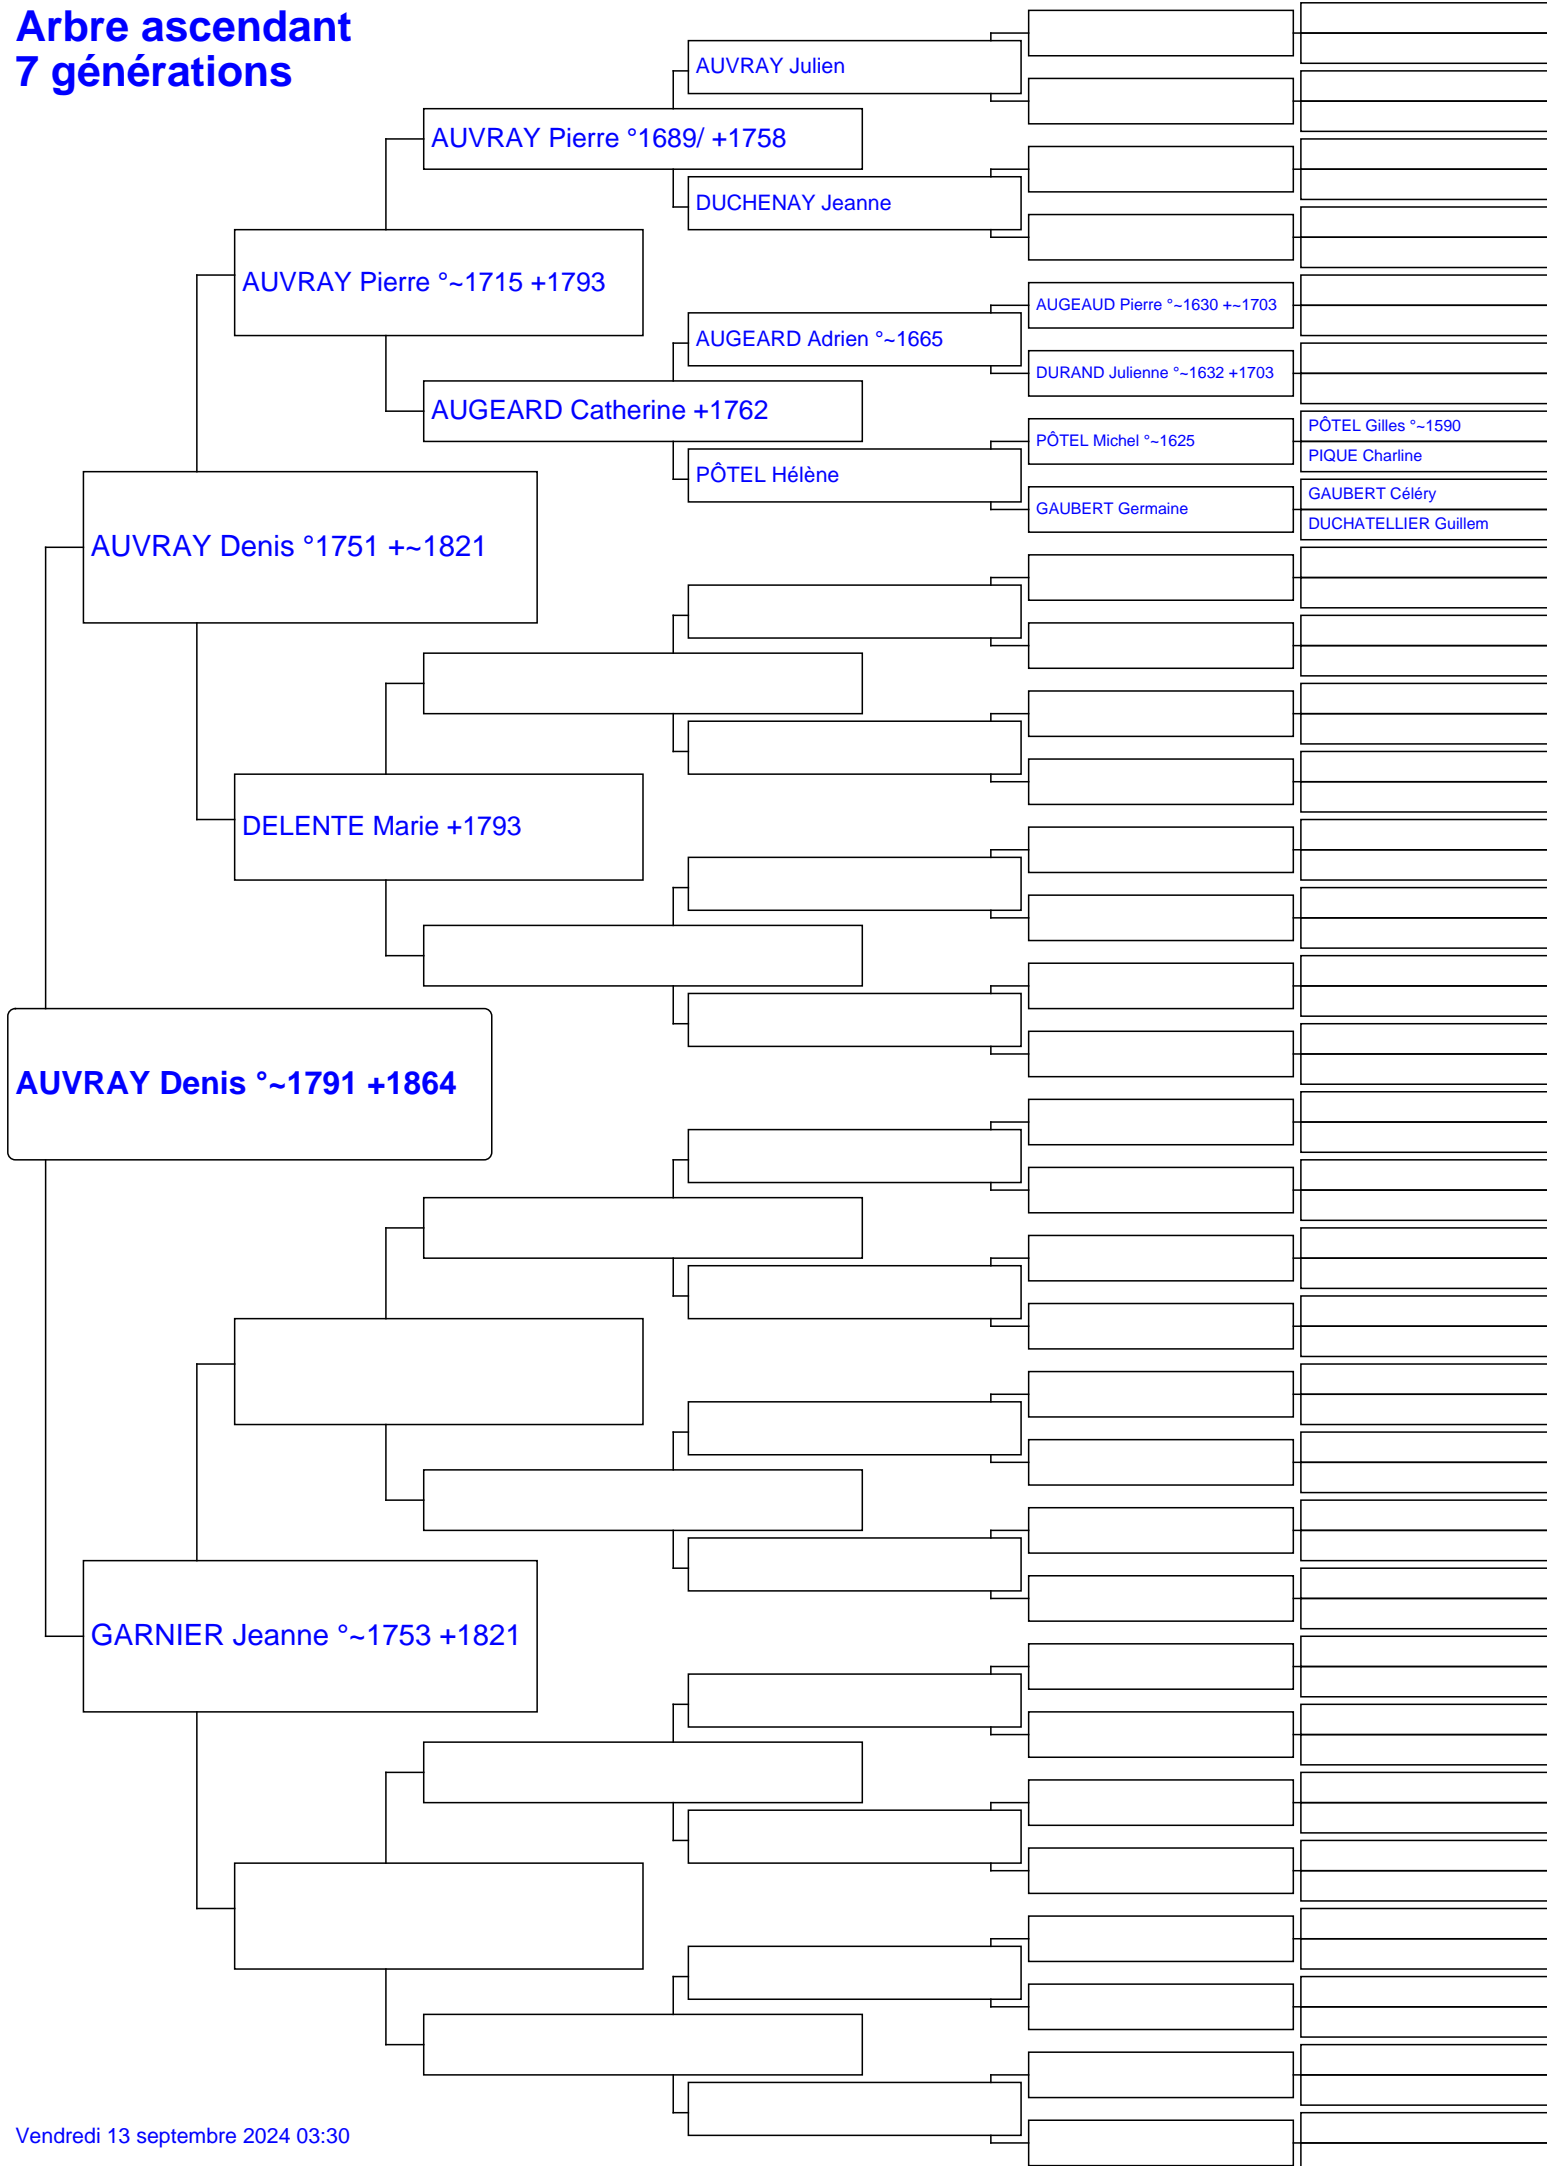 Arbre ascendant
7 générations
AUVRAY Julien
AUVRAY Pierre °1689/ +1758
DUCHENAY Jeanne
AUVRAY Pierre °~1715 +1793
AUGEAUD Pierre °~1630 +~1703
AUGEARD Adrien °~1665
DURAND Julienne °~1632 +1703
AUGEARD Catherine +1762
PÔTEL Gilles °~1590
PÔTEL Michel °~1625
PIQUE Charline
PÔTEL Hélène
GAUBERT Céléry
GAUBERT Germaine
DUCHATELLIER Guillem
AUVRAY Denis °1751 +~1821
DELENTE Marie +1793
AUVRAY Denis °~1791 +1864
GARNIER Jeanne °~1753 +1821
Vendredi 13 septembre 2024 03:30